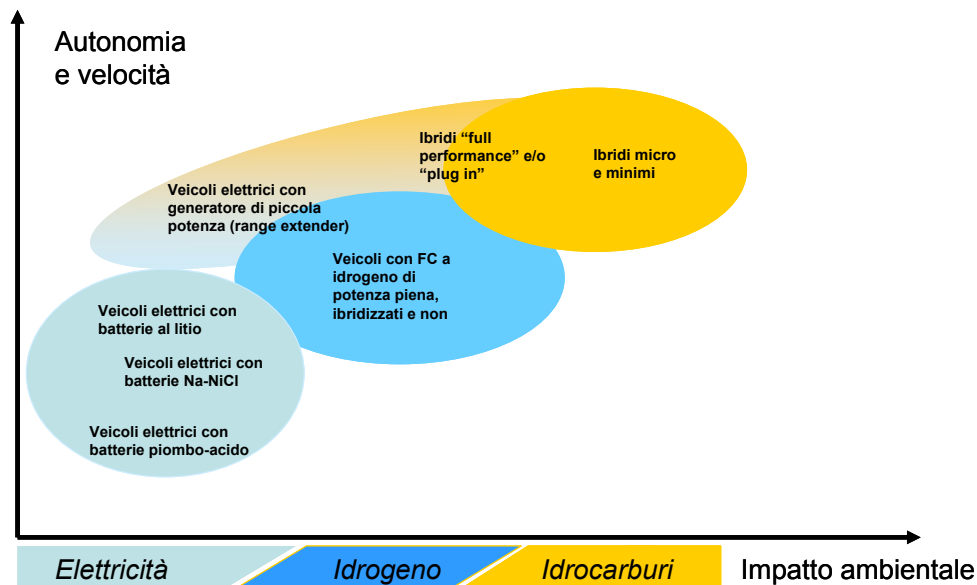 Autonomia
e velocità
Ibridi “full
performance” e/o
“plug in”
Ibridi micro
e minimi
Veicoli elettrici con
generatore di piccola
potenza (range extender)
Veicoli con FC a
idrogeno di
potenza piena,
ibridizzati e non
Veicoli elettrici con
batterie al litio
Veicoli elettrici con
batterie Na-NiCl
Veicoli elettrici con
batterie piombo-acido
Elettricità
Idrogeno
Idrocarburi
Impatto ambientale